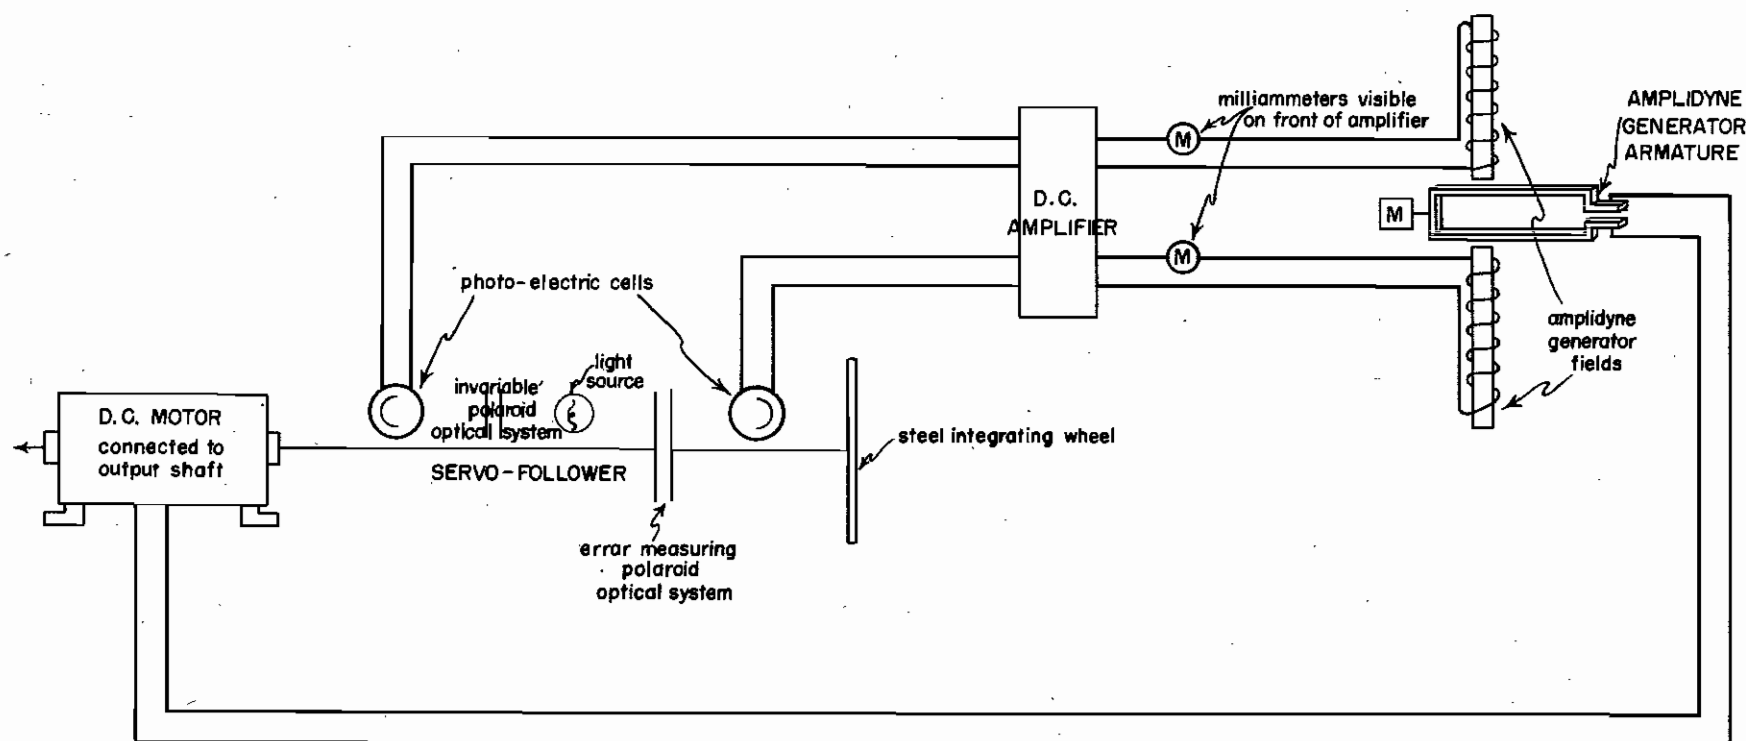 milliammeters visible
on front of amplifier
AMPLIDYNE
GENERATOR
ARMATURE
M
D.C.
AMPLIFIER
M
M
photo-electric cells
light
source
invariable
polaroid
optical system
amplidyne
generator
fields
D.C. MOTOR
connected to
output shaft
steel integrating wheel
SERVO-FOLLOWER
errar measuring
polaroid
optical system